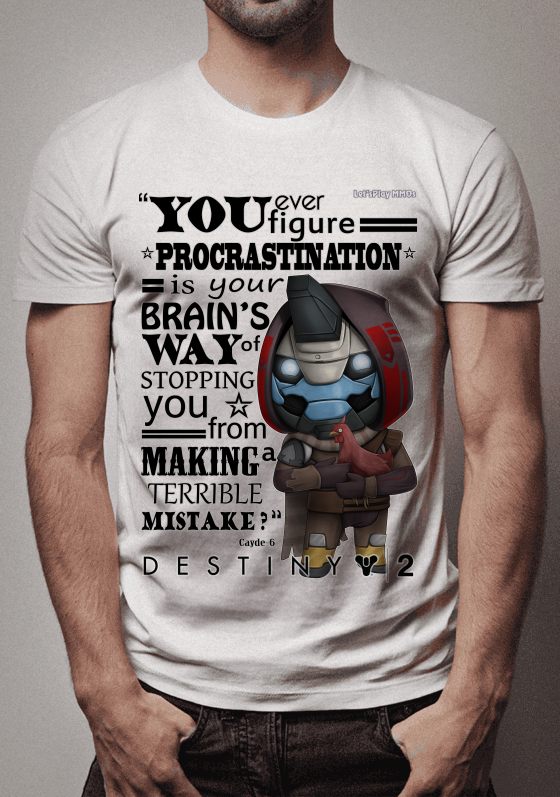 Let'sPlay MMOs
“YOU ever
figure
PROCRASTINATION
is your
BRAIN'S
WAY of
STOPPING
you
from
MAKING a
TERRIBLE
MISTAKE?“
Cayde-6
DESTINY 2